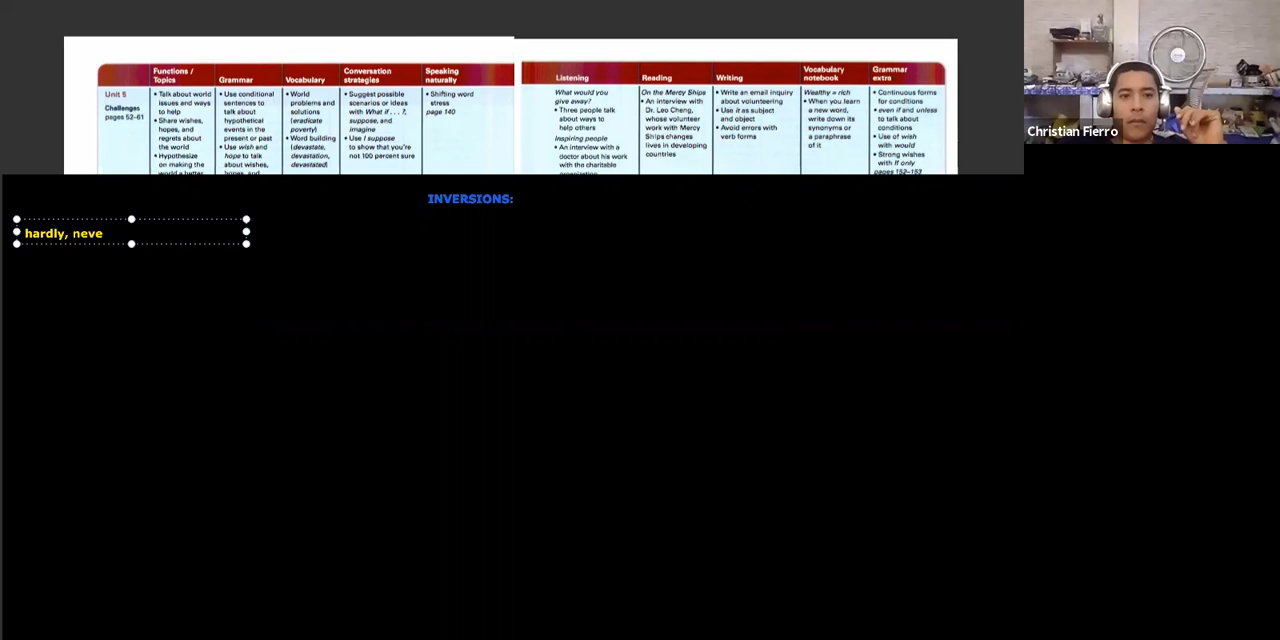 Functions /
Topics
Grammar
Vocabulary
Conversation
strategies
Speaking
naturally
Unit 5
Challenges
pages 52–61
• Talk about world
issues and ways
to help
• Share wishes,
hopes, and
regrets about
the world
• Hypothesize
on making the
world a better
• Use conditional
sentences to
talk about
hypothetical
events in the
present or past
• Use wish and
hope to talk
about wishes,
hopes, and
• World
problems and
solutions
(eradicate
poverty)
• Word building
(devastate,
devastation,
devastated)
• Suggest possible
scenarios or ideas
with What if . . . ?,
suppose, and
imagine
• Use I suppose
to show that you're
not 100 percent sure
• Shifting word
stress
page 140
Listening
Reading
Writing
Vocabulary
notebook
Grammar
extra
What would you
give away?
• Three people talk
about ways to
help others
Inspiring people
• An interview with a
doctor about his work
with the charitable
organization
On the Mercy Ships
• An interview with
Dr. Leo Cheng,
whose volunteer
work with Mercy
Ships changes
lives in developing
countries
• Write an email inquiry
about volunteering
• Use it as subject
and object
• Avoid errors with
verb forms
Wealthy = rich
• When you learn
a new word,
write down its
synonyms or
a paraphrase
of it
• Continuous forms
for conditions
• even if and unless
to talk about
conditions
• Use of wish
with would
• Strong wishes
with If only
pages 152–153
Christian Fierro
INVERSIONS:
hardly, neve